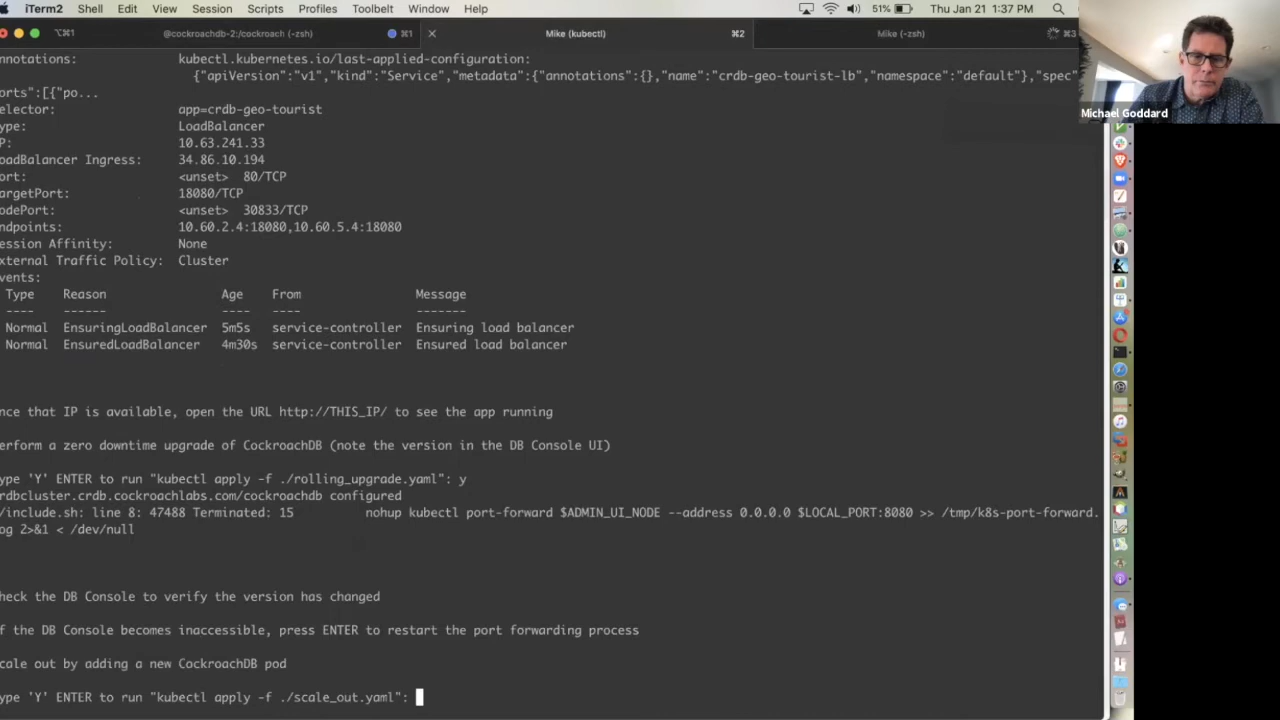 iTerm2 Shell Edit View Session Scripts Profiles Toolbelt Window Help 51% Thu Jan 21 1:37 PM
⌥⌘1 @cockroachdb-2:/cockroach (-zsh) ⌘1 Mike (kubectl) ⌘2 Mike (-zsh) ⌘3
Michael Goddard
nnotations: kubectl.kubernetes.io/last-applied-configuration:
{"apiVersion":"v1","kind":"Service","metadata":{"annotations":{},"name":"crdb-geo-tourist-lb","namespace":"default"},"spec"
orts":[{"po...
elector: app=crdb-geo-tourist
ype: LoadBalancer
P: 10.63.241.33
oadBalancer Ingress: 34.86.10.194
ort: <unset> 80/TCP
argetPort: 18080/TCP
odePort: <unset> 30833/TCP
ndpoints: 10.60.2.4:18080,10.60.5.4:18080
ession Affinity: None
xternal Traffic Policy: Cluster
vents:
Type Reason Age From Message
---- ------ ---- ---- -------
Normal EnsuringLoadBalancer 5m5s service-controller Ensuring load balancer
Normal EnsuredLoadBalancer 4m30s service-controller Ensured load balancer
nce that IP is available, open the URL http://THIS_IP/ to see the app running
erform a zero downtime upgrade of CockroachDB (note the version in the DB Console UI)
ype 'Y' ENTER to run "kubectl apply -f ./rolling_upgrade.yaml": y
rdbcluster.crdb.cockroachlabs.com/cockroachdb configured
/include.sh: line 8: 47488 Terminated: 15 nohup kubectl port-forward $ADMIN_UI_NODE --address 0.0.0.0 $LOCAL_PORT:8080 >> /tmp/k8s-port-forward.
og 2>&1 < /dev/null
heck the DB Console to verify the version has changed
f the DB Console becomes inaccessible, press ENTER to restart the port forwarding process
cale out by adding a new CockroachDB pod
ype 'Y' ENTER to run "kubectl apply -f ./scale_out.yaml":